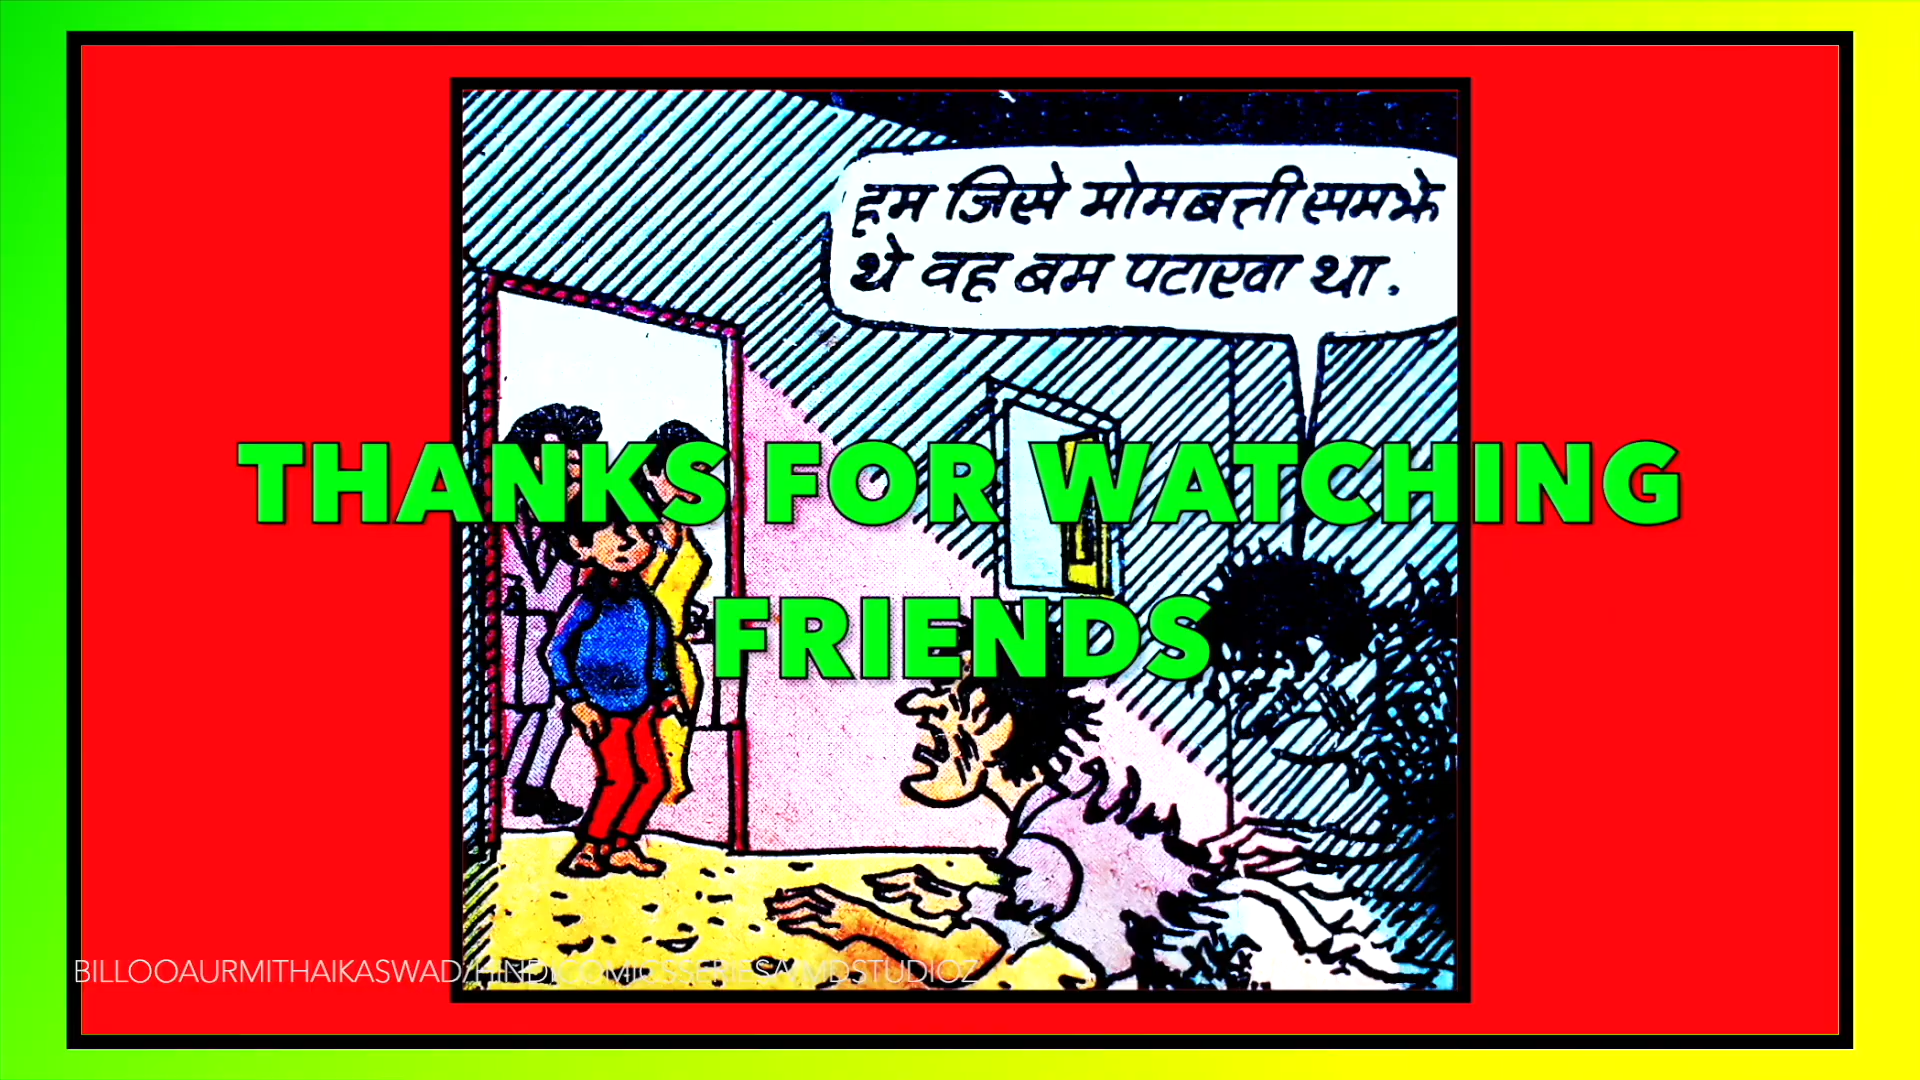 हम जिसे मोमबत्ती समझे
थे वह बम पटाखा था.
THANKS FOR WATCHING
FRIENDS